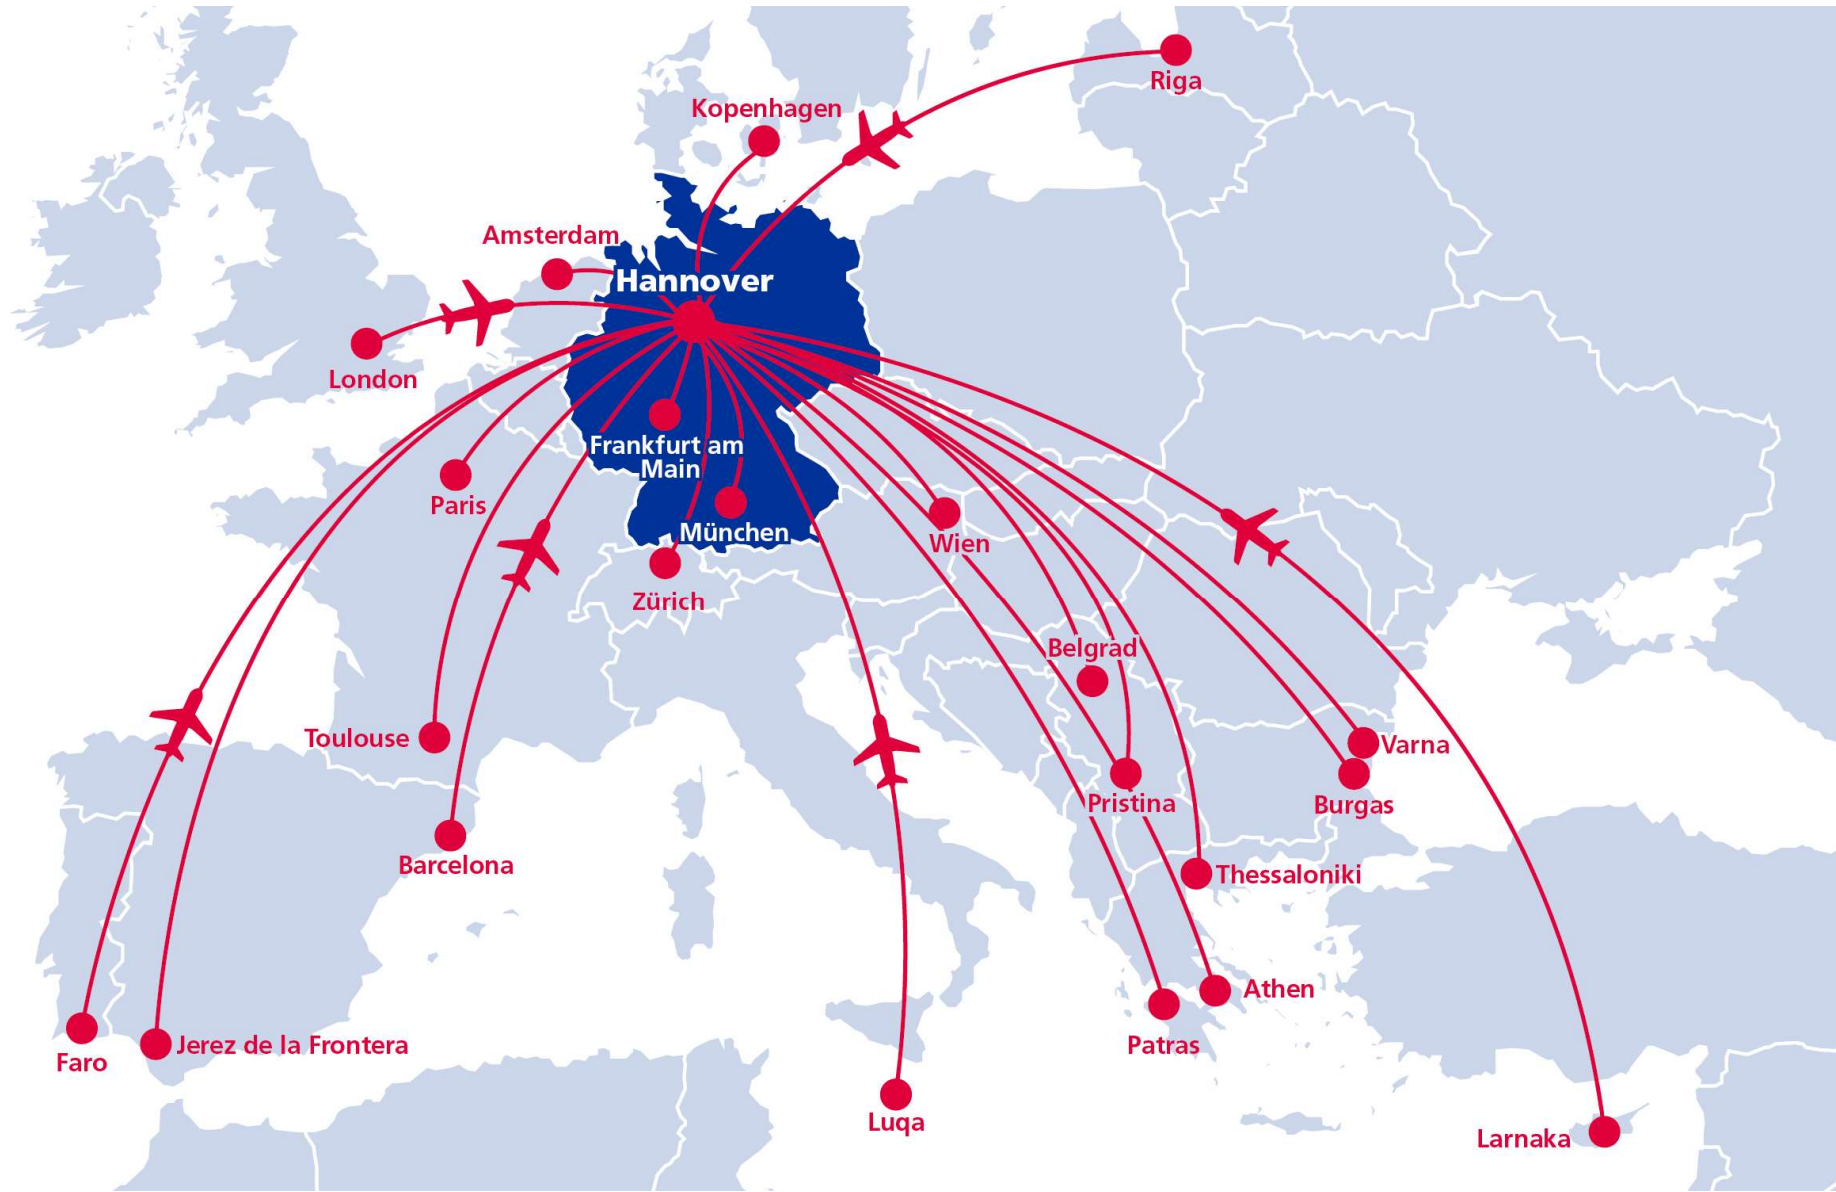 Riga
Kopenhagen
Amsterdam
Hannover
London
Frankfurt am
Main
Paris
München
Wien
Zürich
Belgrad
Toulouse
Varna
Pristina
Burgas
Barcelona
Thessaloniki
Athen
Jerez de la Frontera
Patras
Faro
Luqa
Larnaka